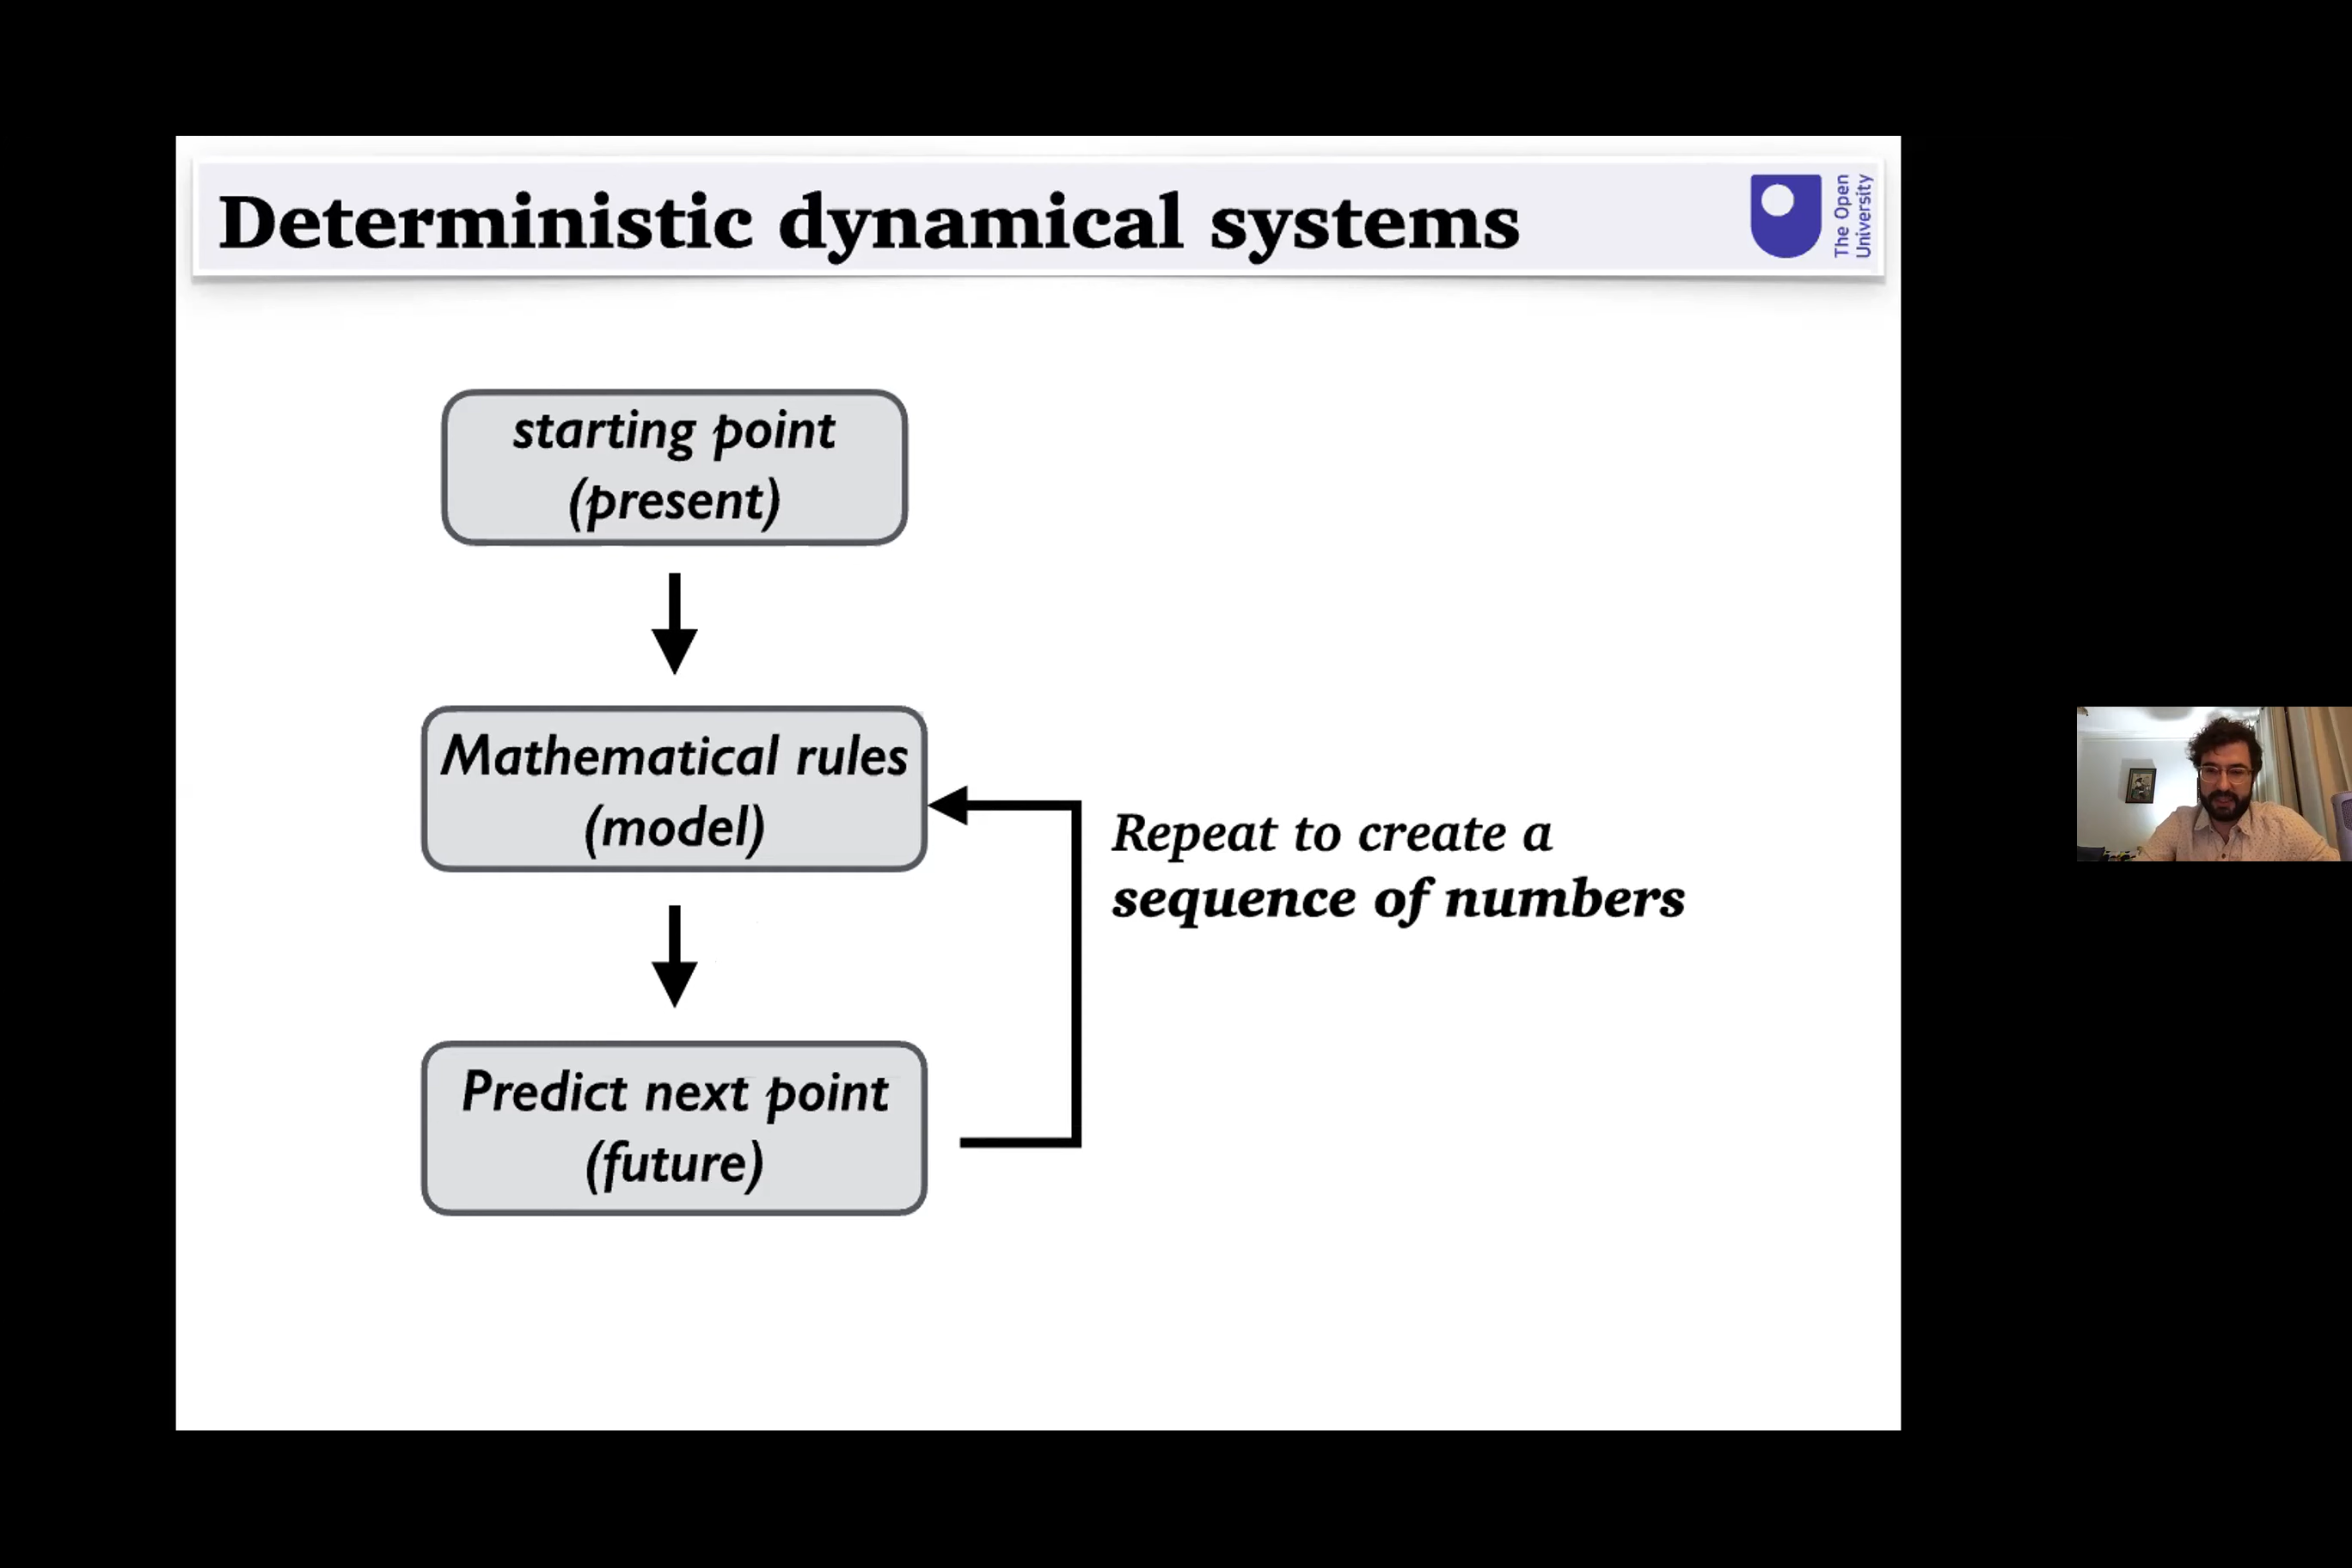 Deterministic dynamical systems
The Open
University
starting point
(present)
Mathematical rules
(model)
Repeat to create a
sequence of numbers
Predict next point
(future)